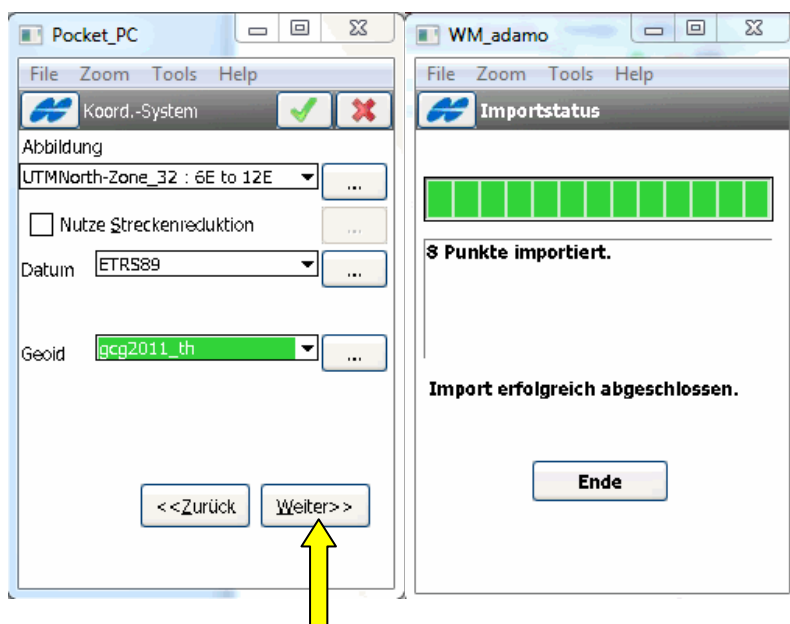 Pocket_PC
File Zoom Tools Help
Koord.-System
Abbildung
UTMNorth-Zone_32 : 6E to 12E
...
Nutze Streckenreduktion
...
Datum
ETRS89
...
Geoid
gcg2011_th
...
<<Zurück
Weiter>>
WM_adamo
File Zoom Tools Help
Importstatus
8 Punkte importiert.
Import erfolgreich abgeschlossen.
Ende